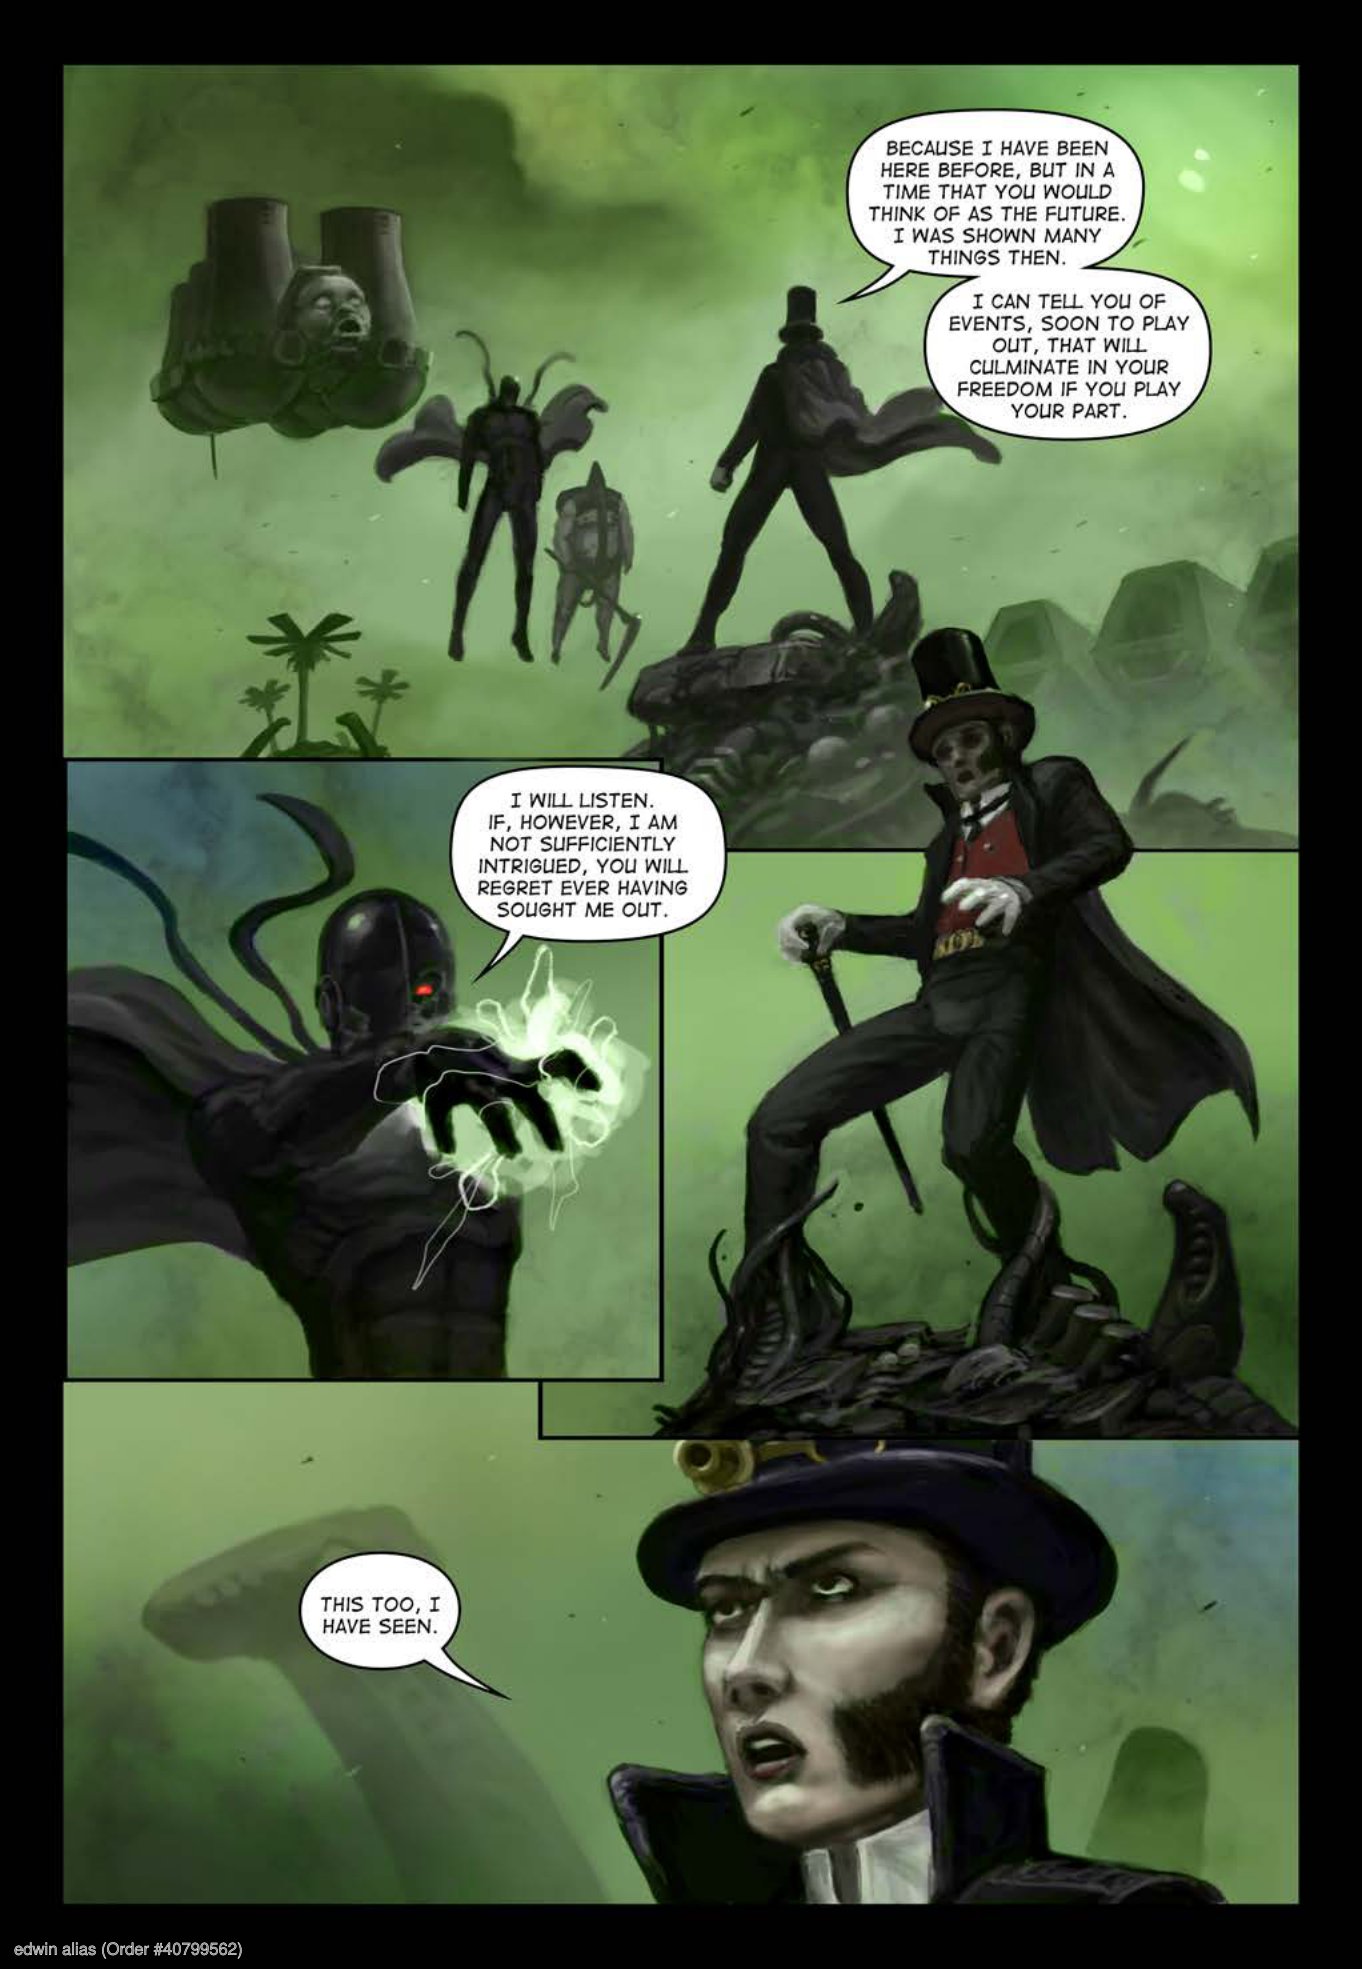 BECAUSE I HAVE BEEN
HERE BEFORE, BUT IN A
TIME THAT YOU WOULD
THINK OF AS THE FUTURE.
I WAS SHOWN MANY
THINGS THEN.
I CAN TELL YOU OF
EVENTS, SOON TO PLAY
OUT, THAT WILL
CULMINATE IN YOUR
FREEDOM IF YOU PLAY
YOUR PART.
I WILL LISTEN.
IF, HOWEVER, I AM
NOT SUFFICIENTLY
INTRIGUED, YOU WILL
REGRET EVER HAVING
SOUGHT ME OUT.
THIS TOO, I
HAVE SEEN.
edwin alias (Order #40799562)